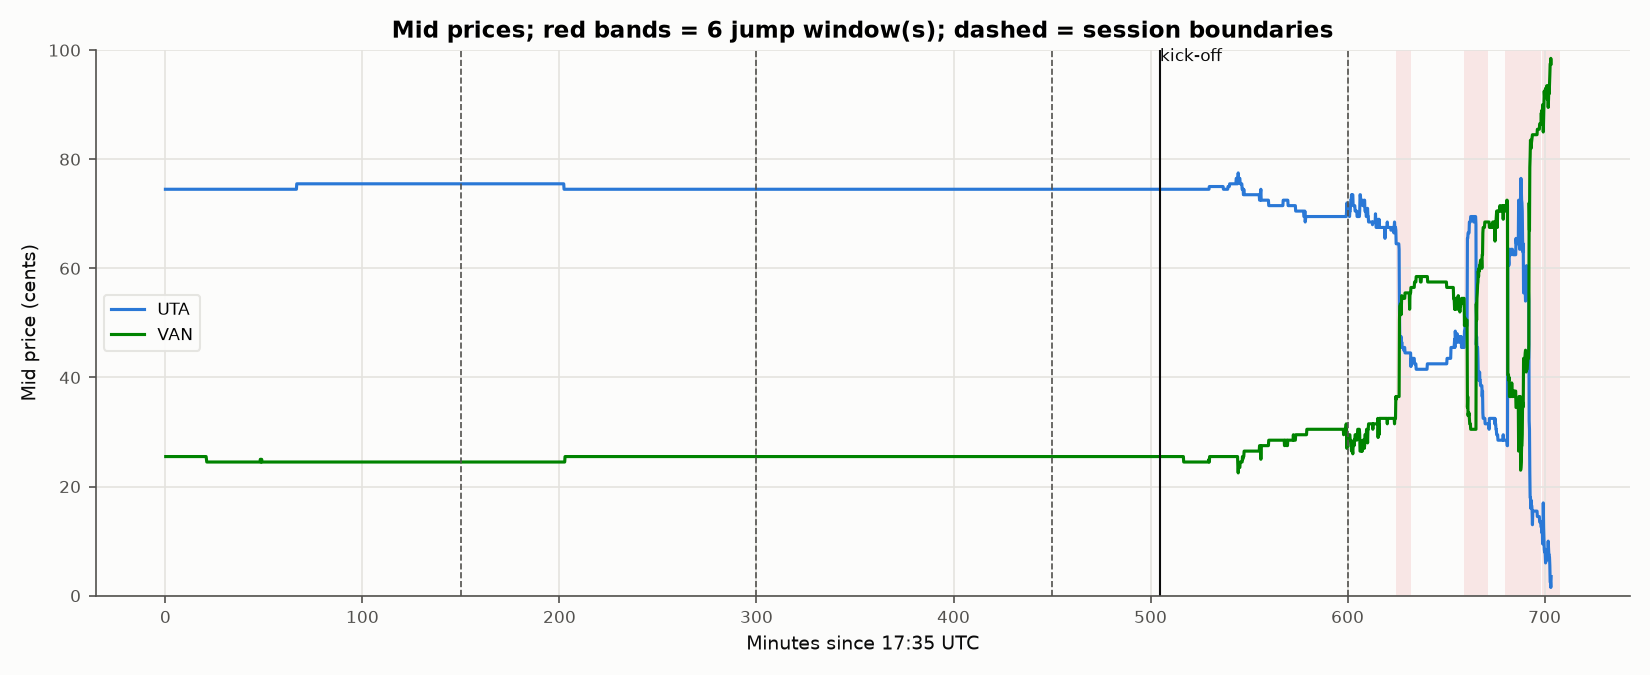 Mid prices; red bands = 6 jump window(s); dashed = session boundaries
100
80
60
40
20
0
Mid price (cents)
kick-off
UTA
VAN
0
100
200
300
400
500
600
700
Minutes since 17:35 UTC